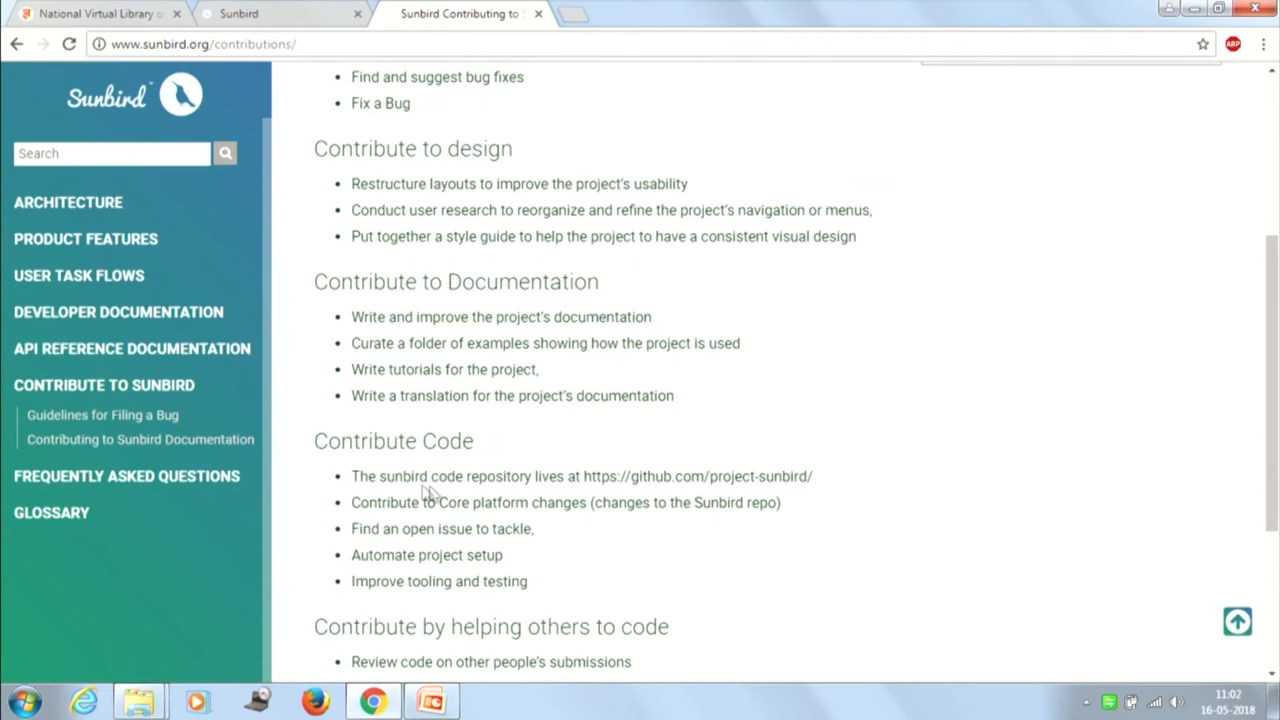 National Virtual Library o
Sunbird
Sunbird Contributing to S
www.sunbird.org/contributions/
ABP
Sunbird
Search
ARCHITECTURE
PRODUCT FEATURES
USER TASK FLOWS
DEVELOPER DOCUMENTATION
API REFERENCE DOCUMENTATION
CONTRIBUTE TO SUNBIRD
Guidelines for Filing a Bug
Contributing to Sunbird Documentation
FREQUENTLY ASKED QUESTIONS
GLOSSARY
• Find and suggest bug fixes
• Fix a Bug
Contribute to design
• Restructure layouts to improve the project's usability
• Conduct user research to reorganize and refine the project's navigation or menus,
• Put together a style guide to help the project to have a consistent visual design
Contribute to Documentation
• Write and improve the project's documentation
• Curate a folder of examples showing how the project is used
• Write tutorials for the project,
• Write a translation for the project's documentation
Contribute Code
• The sunbird code repository lives at https://github.com/project-sunbird/
• Contribute to Core platform changes (changes to the Sunbird repo)
• Find an open issue to tackle,
• Automate project setup
• Improve tooling and testing
Contribute by helping others to code
• Review code on other people's submissions
11:02
16-05-2018